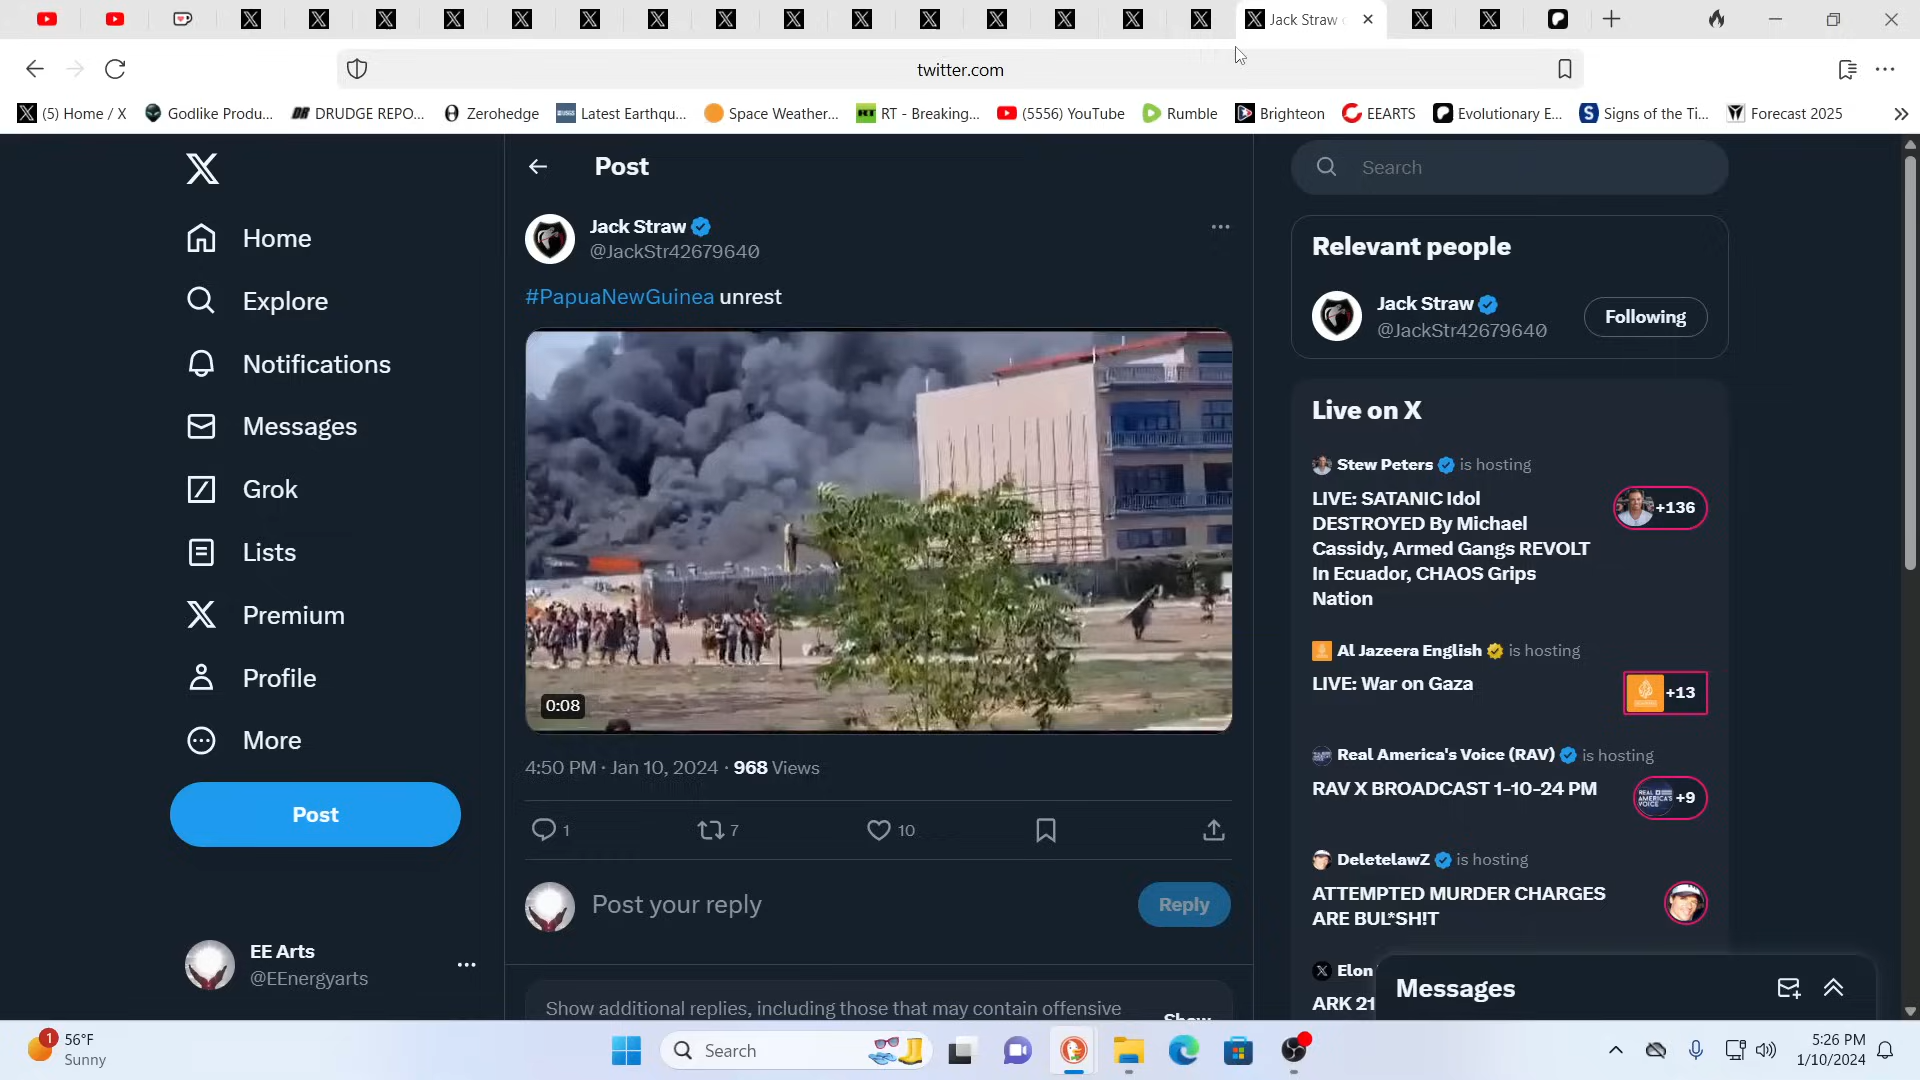 Jack Straw
twitter.com
(5) Home / X
Godlike Produ...
DRUDGE REPO...
Zerohedge
Latest Earthqu...
Space Weather...
RT - Breaking...
(5556) YouTube
Rumble
Brighteon
EEARTS
Evolutionary E...
Signs of the Ti...
Forecast 2025
Home
Explore
Notifications
Messages
Grok
Lists
Premium
Profile
More
Post
EE Arts
@EEnergyarts
Post
Jack Straw
@JackStr42679640
#PapuaNewGuinea unrest
0:08
4:50 PM · Jan 10, 2024 · 968 Views
1
7
10
Post your reply
Reply
Show additional replies, including those that may contain offensive
Show
Search
Relevant people
Jack Straw
@JackStr42679640
Following
Live on X
Stew Peters is hosting
LIVE: SATANIC Idol
DESTROYED By Michael
Cassidy, Armed Gangs REVOLT
In Ecuador, CHAOS Grips
Nation
+136
Al Jazeera English is hosting
LIVE: War on Gaza
+13
Real America's Voice (RAV) is hosting
RAV X BROADCAST 1-10-24 PM
REAL AMERICA'S VOICE
+9
DeletelawZ is hosting
ATTEMPTED MURDER CHARGES
ARE BUL*SH!T
Elon
ARK 21
Messages
1
56°F
Sunny
Search
5:26 PM
1/10/2024